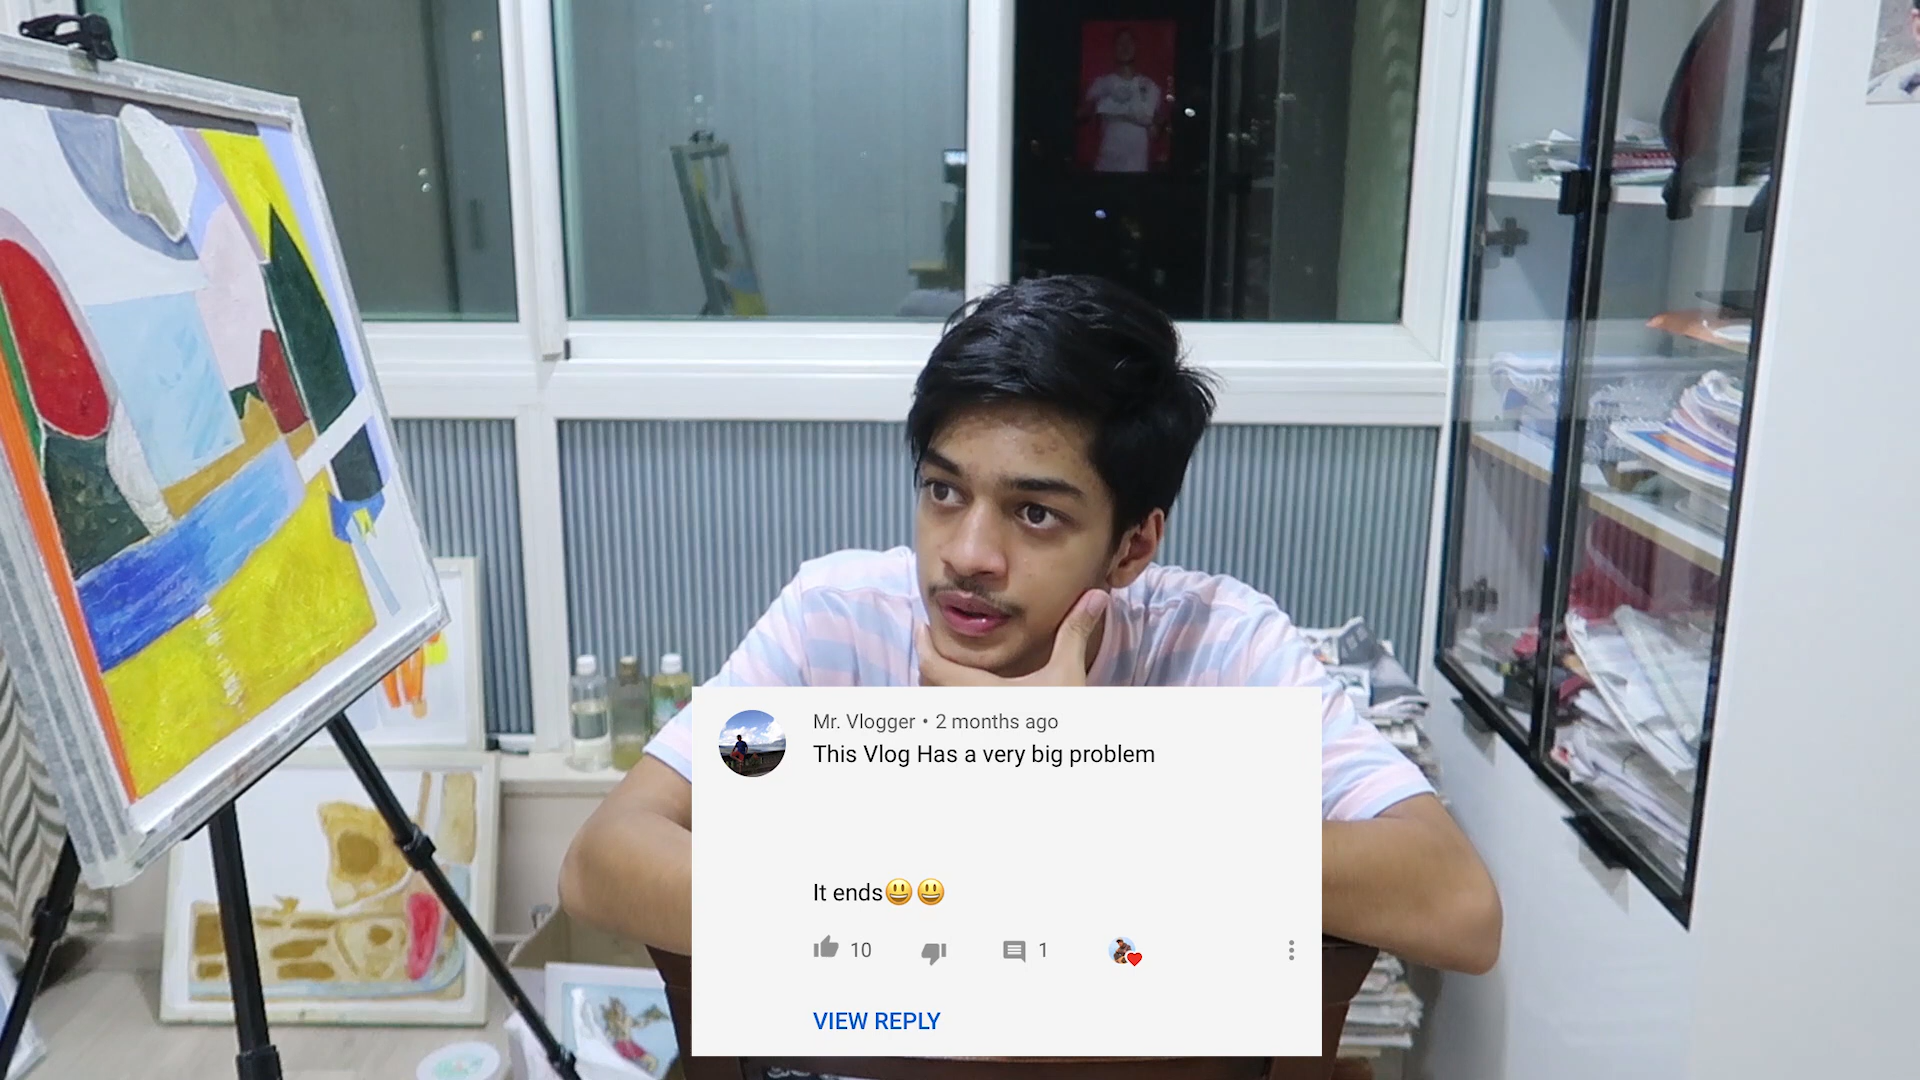 Mr. Vlogger • 2 months ago
This Vlog Has a very big problem
It ends😃😃
10
1
VIEW REPLY